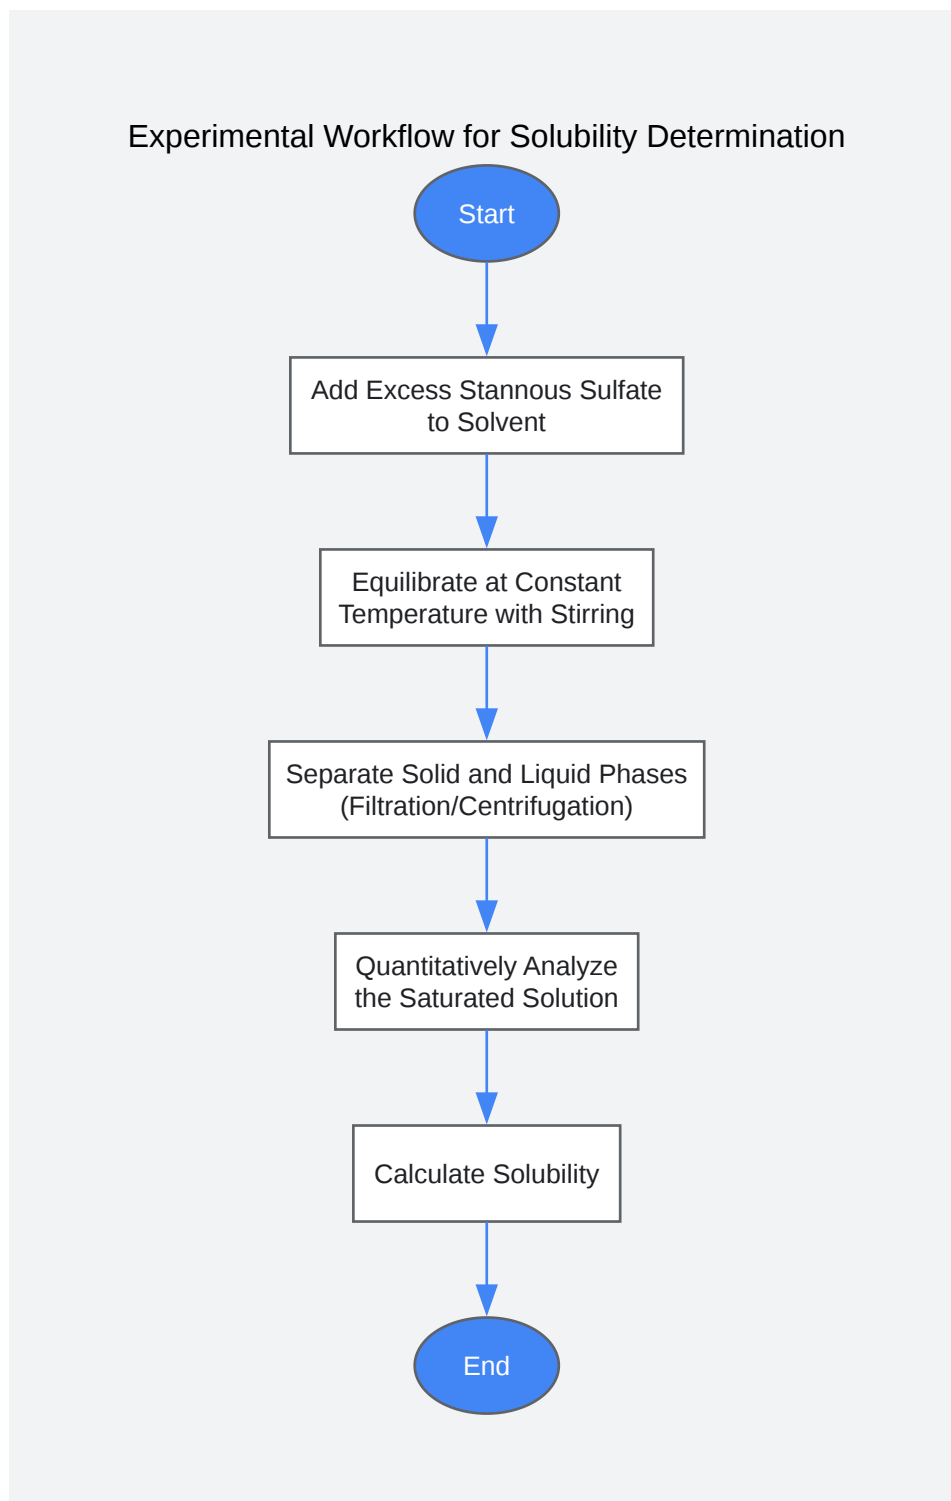 Experimental Workflow for Solubility Determination
Start
Add Excess Stannous Sulfate
to Solvent
Equilibrate at Constant
Temperature with Stirring
Separate Solid and Liquid Phases
(Filtration/Centrifugation)
Quantitatively Analyze
the Saturated Solution
Calculate Solubility
End